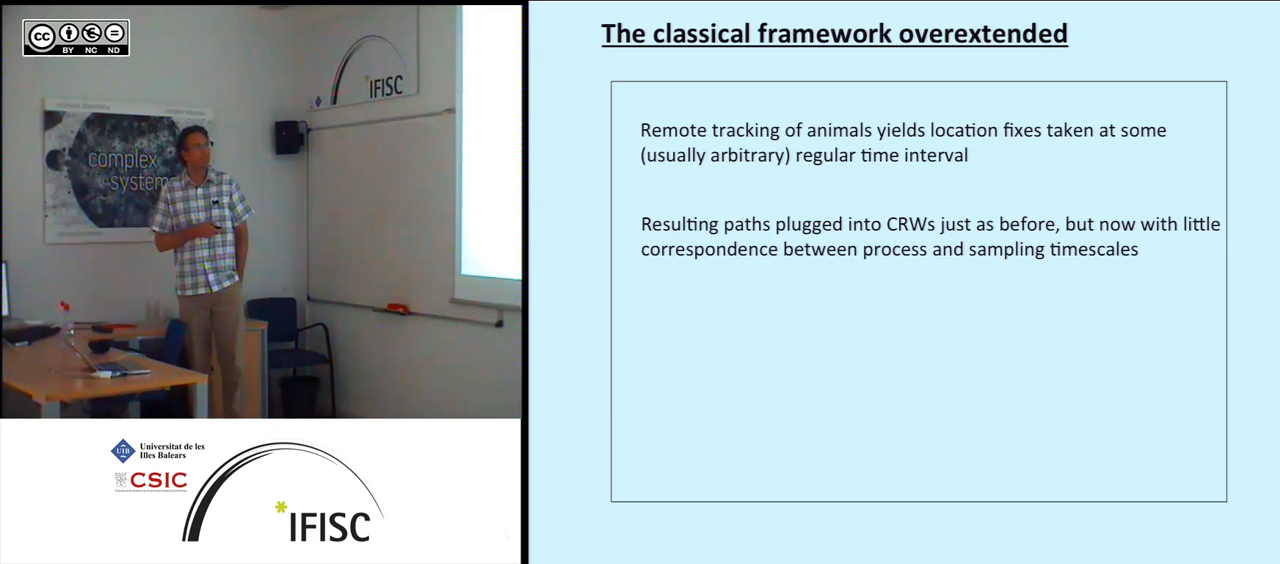 cc
BY NC ND
*IFISC
complex
systems
The classical framework overextended
Remote tracking of animals yields location fixes taken at some
(usually arbitrary) regular time interval
Resulting paths plugged into CRWs just as before, but now with little
correspondence between process and sampling timescales
UIB
Universitat de les
Illes Balears
CSIC
*IFISC